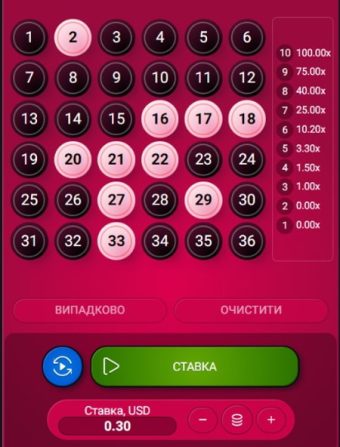 1 2 3 4 5 6
7 8 9 10 11 12
13 14 15 16 17 18
19 20 21 22 23 24
25 26 27 28 29 30
31 32 33 34 35 36
10 100.00x
9 75.00x
8 40.00x
7 25.00x
6 10.20x
5 3.30x
4 1.50x
3 1.00x
2 0.00x
1 0.00x
ВИПАДКОВО ОЧИСТИТИ
СТАВКА
Ставка, USD
0.30